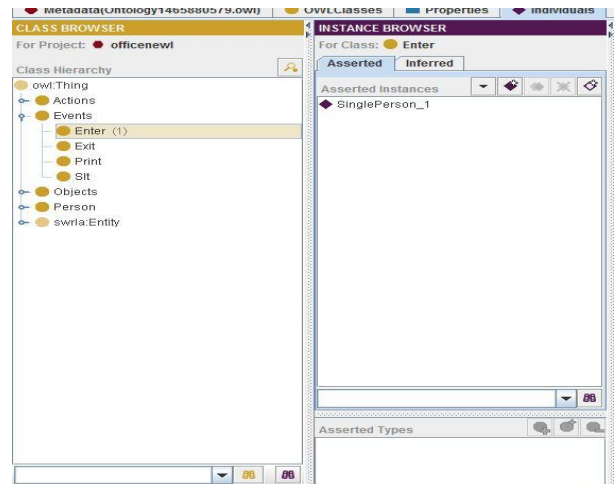 Metadata(Ontology1465880579.owl) OWLClasses Properties Individuals
CLASS BROWSER
For Project: officenewl
Class Hierarchy
owl:Thing
Actions
Events
Enter (1)
Exit
Print
SIt
Objects
Person
swrla:Entity
INSTANCE BROWSER
For Class: Enter
Asserted Inferred
Asserted Instances
SinglePerson_1
Asserted Types